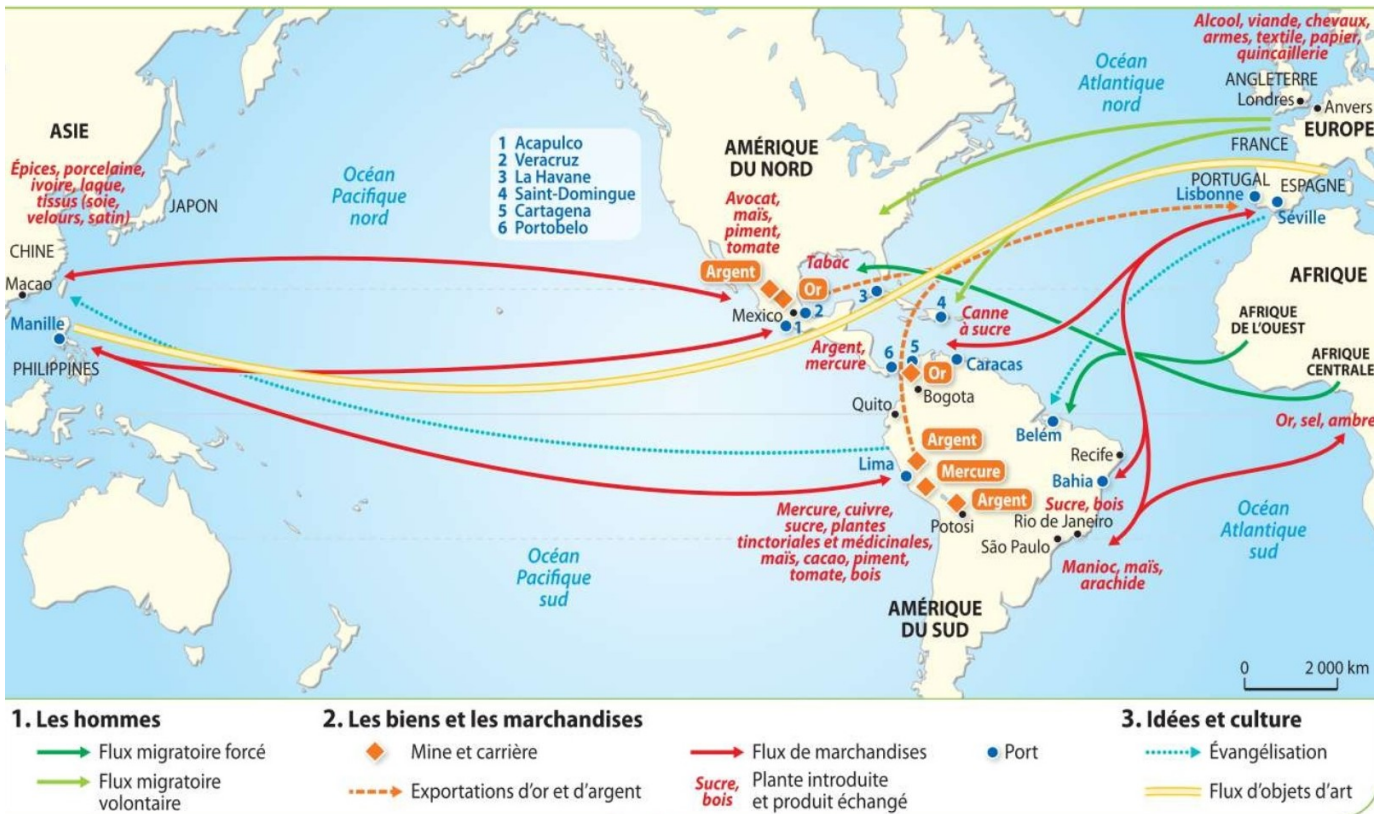 Alcool, viande, chevaux,
armes, textile, papier,
quincaillerie
Océan
Atlantique
nord
ANGLETERRE
Londres
Anvers
EUROPE
FRANCE
ASIE
Épices, porcelaine,
ivoire, laque,
tissus (soie,
velours, satin)
JAPON
CHINE
Macao
Manille
PHILIPPINES
Océan
Pacifique
nord
1 Acapulco
2 Veracruz
3 La Havane
4 Saint-Domingue
5 Cartagena
6 Portobelo
AMÉRIQUE
DU NORD
Avocat,
maïs,
piment,
tomate
Argent
Or
Tabac
Mexico
1
2
3
4
Canne
à sucre
Argent,
mercure
6
5
Caracas
Or
Bogota
Quito
PORTUGAL
ESPAGNE
Lisbonne
Séville
AFRIQUE
AFRIQUE
DE L'OUEST
AFRIQUE
CENTRALE
Or, sel, ambre
Belém
Recife
Bahia
Sucre, bois
Argent
Lima
Mercure
Argent
Potosi
Rio de Janeiro
São Paulo
Mercure, cuivre,
sucre, plantes
tinctoriales et médicinales,
maïs, cacao, piment,
tomate, bois
Manioc, maïs,
arachide
Océan
Atlantique
sud
Océan
Pacifique
sud
AMÉRIQUE
DU SUD
0 2 000 km
1. Les hommes
Flux migratoire forcé
Flux migratoire
volontaire
2. Les biens et les marchandises
Mine et carrière
Exportations d'or et d'argent
Flux de marchandises
Sucre,
bois
Plante introduite
et produit échangé
Port
3. Idées et culture
Évangélisation
Flux d'objets d'art